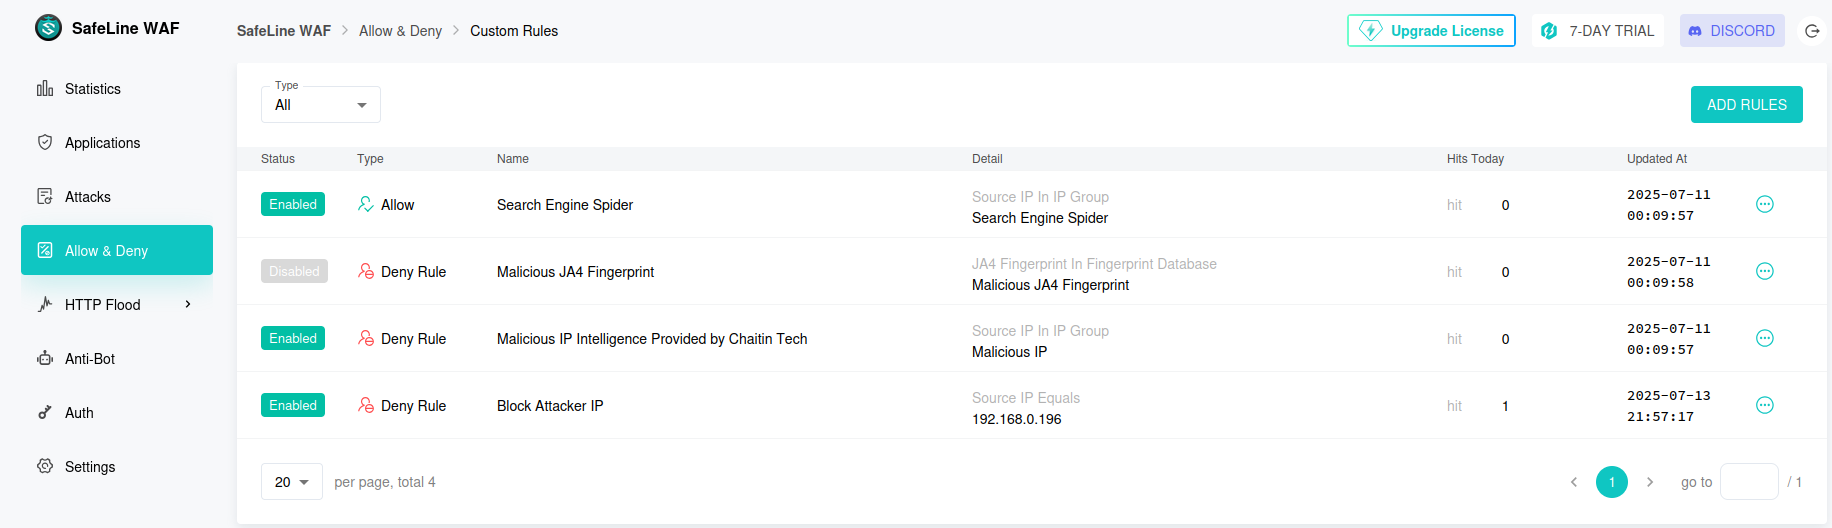 SafeLine WAF
SafeLine WAF > Allow & Deny > Custom Rules
Upgrade License
7-DAY TRIAL
DISCORD
Statistics
Applications
Attacks
Allow & Deny
HTTP Flood
Anti-Bot
Auth
Settings
Type
All
ADD RULES
Status Type Name Detail Hits Today Updated At
Enabled Allow Search Engine Spider Source IP In IP Group hit 0 2025-07-11
Search Engine Spider 00:09:57
Disabled Deny Rule Malicious JA4 Fingerprint JA4 Fingerprint In Fingerprint Database hit 0 2025-07-11
Malicious JA4 Fingerprint 00:09:58
Enabled Deny Rule Malicious IP Intelligence Provided by Chaitin Tech Source IP In IP Group hit 0 2025-07-11
Malicious IP 00:09:57
Enabled Deny Rule Block Attacker IP Source IP Equals hit 1 2025-07-13
192.168.0.196 21:57:17
20 per page, total 4 < 1 > go to / 1